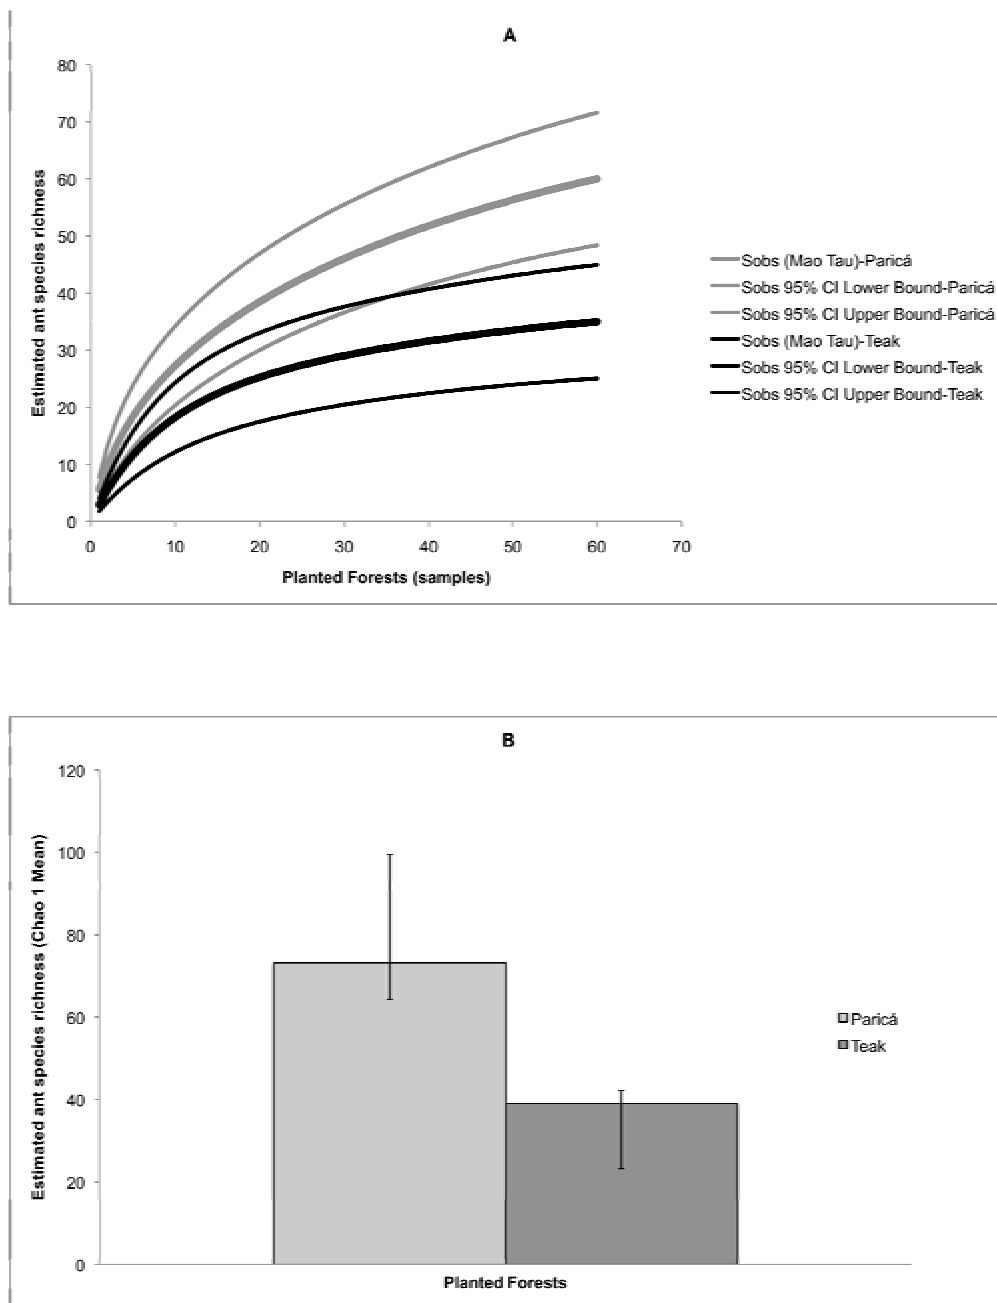 A
80
70
60
50
40
30
20
10
0
0 10 20 30 40 50 60 70
Estimated ant species richness
Planted Forests (samples)
Sobs (Mao Tau)-Paricá
Sobs 95% CI Lower Bound-Paricá
Sobs 95% CI Upper Bound-Paricá
Sobs (Mao Tau)-Teak
Sobs 95% CI Lower Bound-Teak
Sobs 95% CI Upper Bound-Teak
B
120
100
80
60
40
20
0
Estimated ant species richness (Chao 1 Mean)
Planted Forests
Paricá
Teak